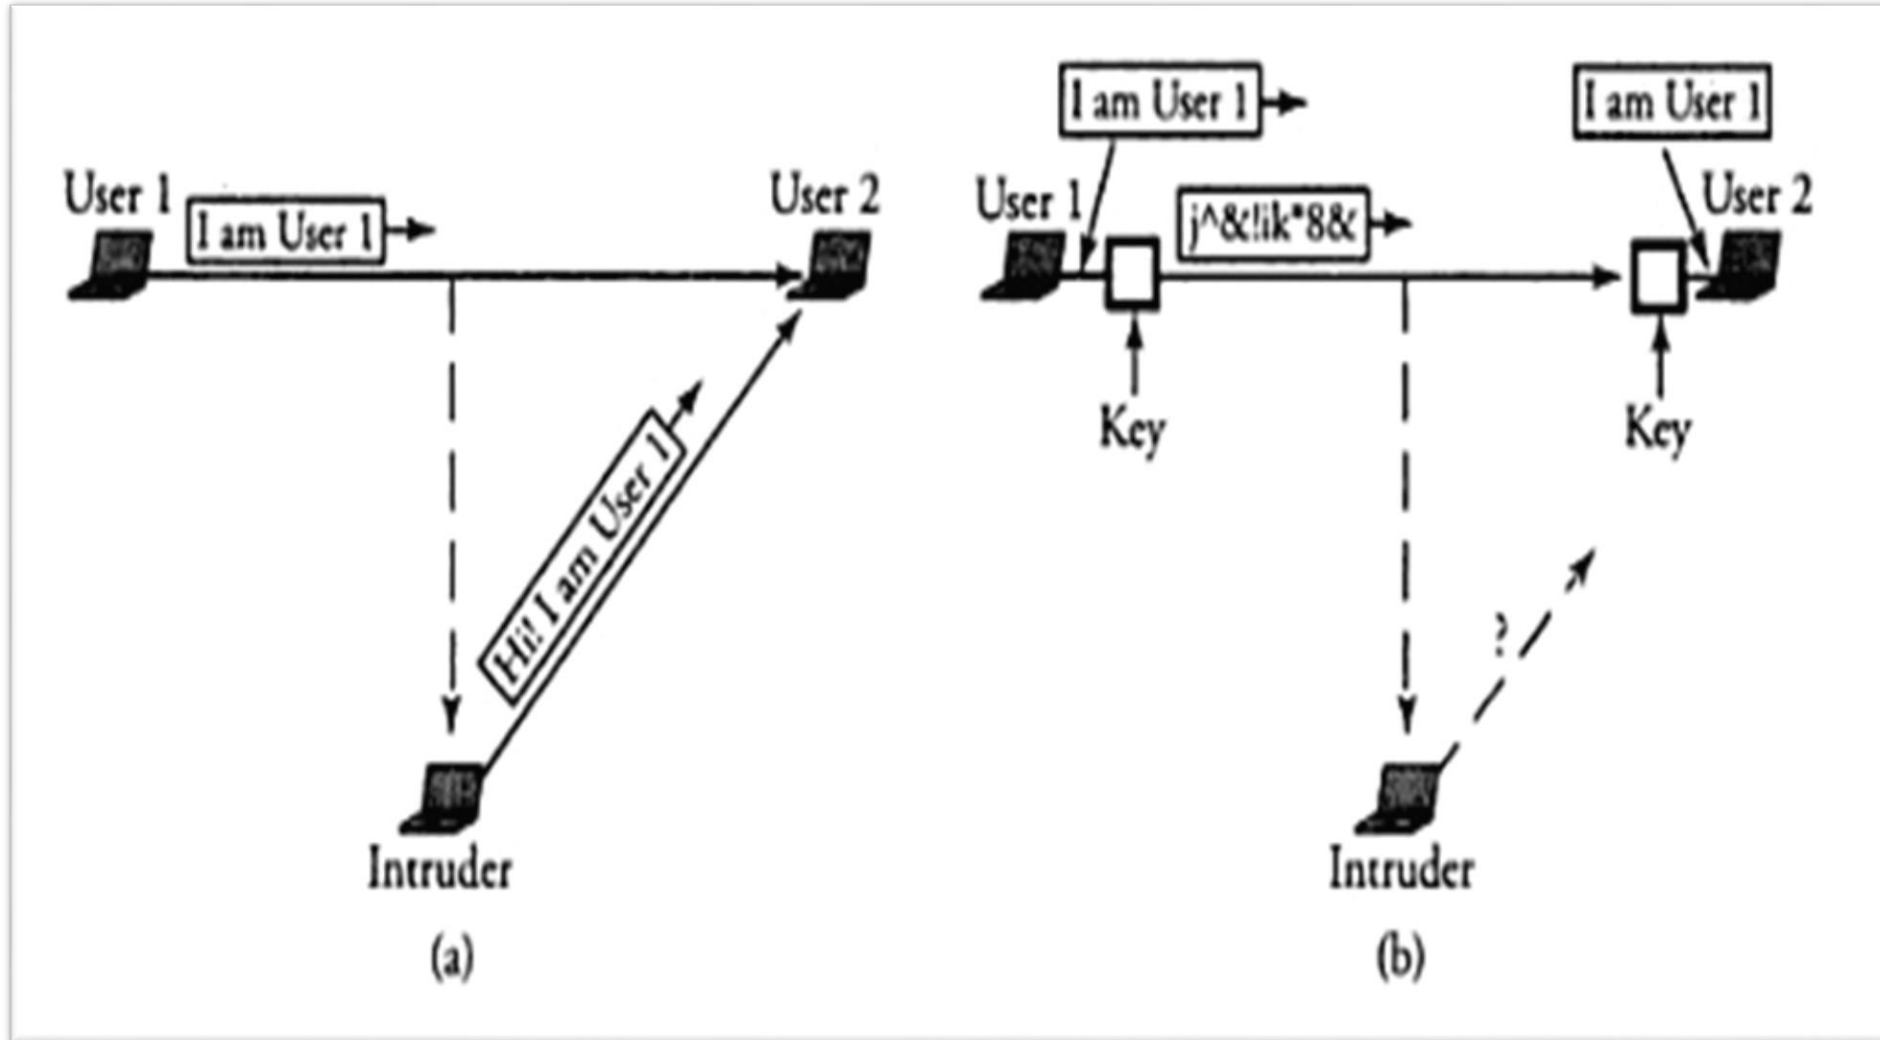 User 1
I am User 1
User 2
Hi! I am User 1
Intruder
(a)
I am User 1
I am User 1
User 1
j^&!ik*8&
User 2
Key
Key
?
Intruder
(b)